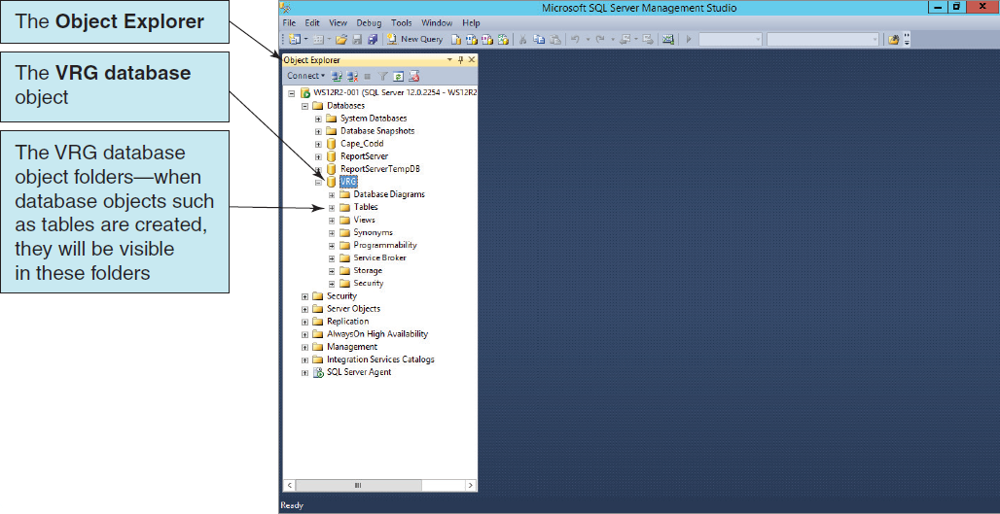 The Object Explorer
The VRG database
object
The VRG database
object folders—when
database objects such
as tables are created,
they will be visible
in these folders
Microsoft SQL Server Management Studio
File Edit View Debug Tools Window Help
New Query
Object Explorer
Connect
WS12R2-001 (SQL Server 12.0.2254 - WS12R2
Databases
System Databases
Database Snapshots
Cape_Codd
ReportServer
ReportServerTempDB
VRG
Database Diagrams
Tables
Views
Synonyms
Programmability
Service Broker
Storage
Security
Security
Server Objects
Replication
AlwaysOn High Availability
Management
Integration Services Catalogs
SQL Server Agent
Ready